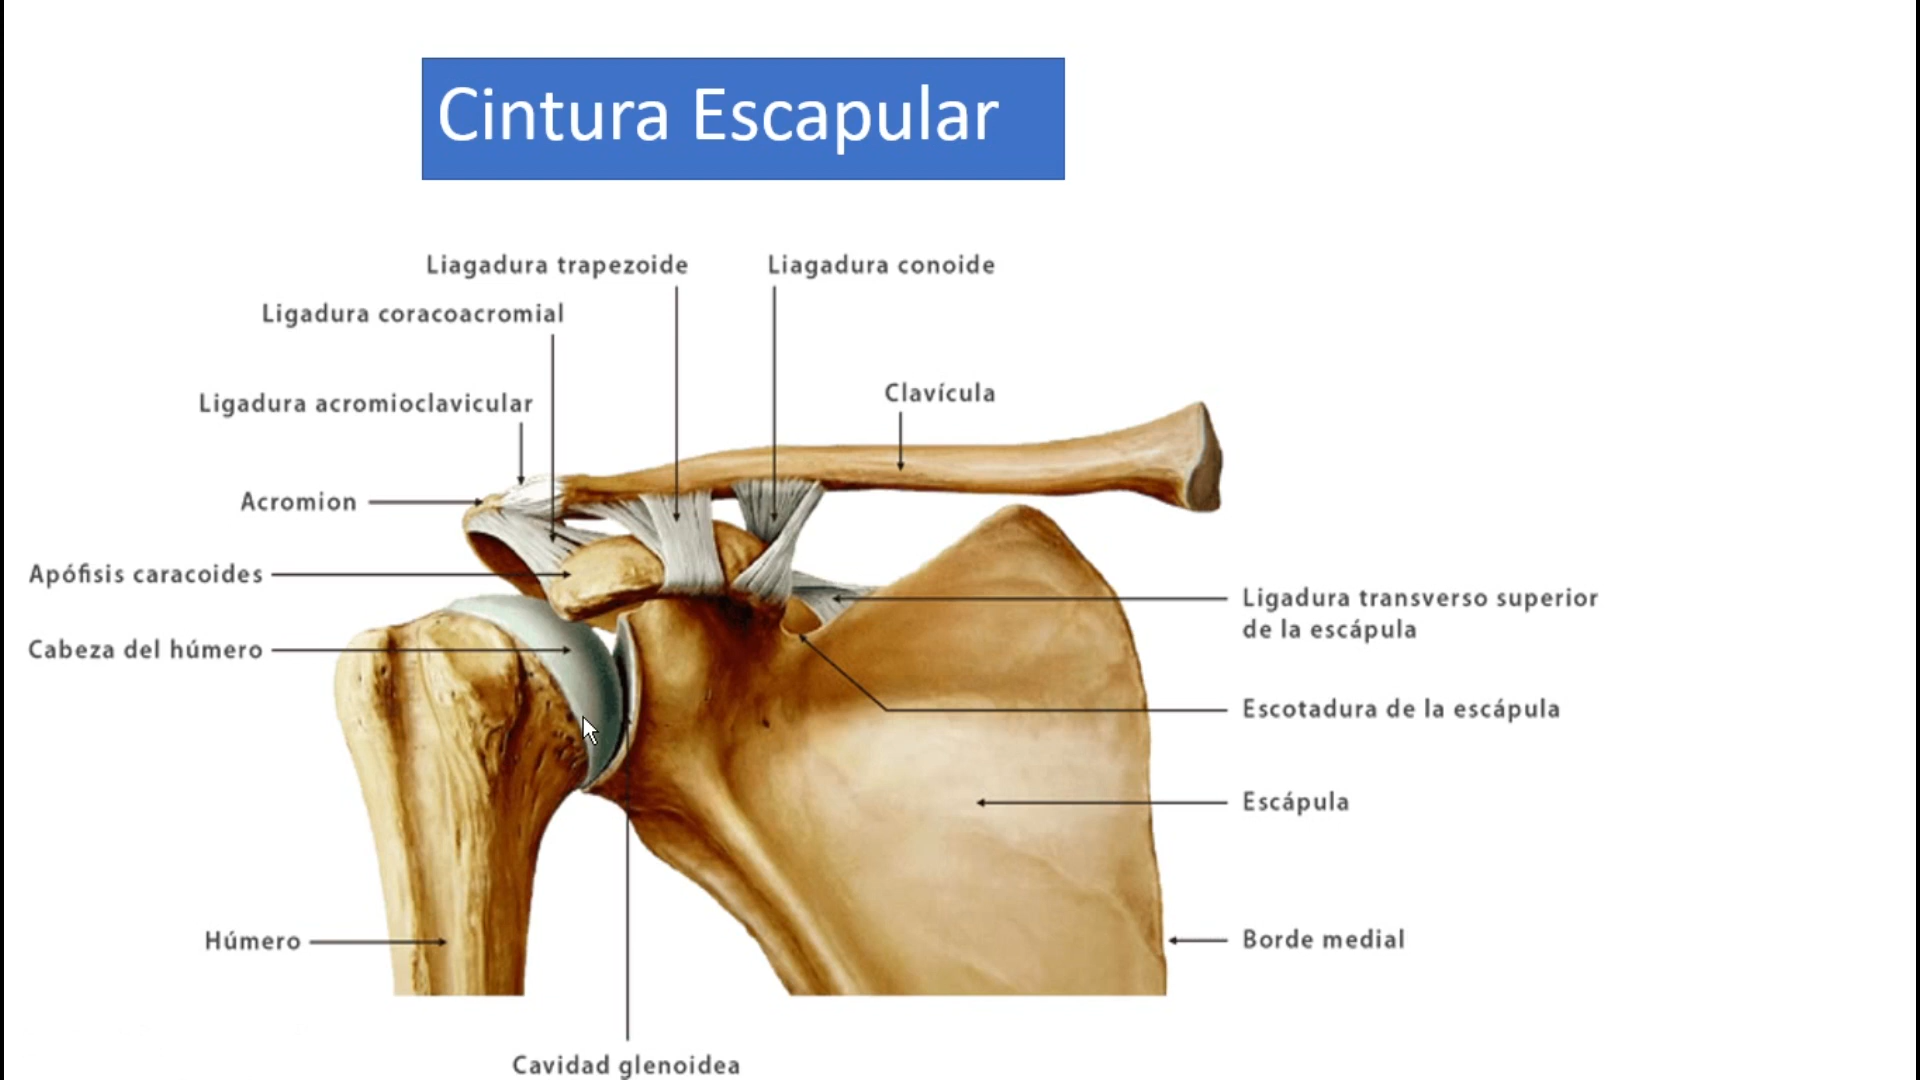 Cintura Escapular
Liagadura trapezoide
Liagadura conoide
Ligadura coracoacromial
Clavícula
Ligadura acromioclavicular
Acromion
Apófisis caracoides
Ligadura transverso superior
de la escápula
Cabeza del húmero
Escotadura de la escápula
Escápula
Húmero
Borde medial
Cavidad glenoidea